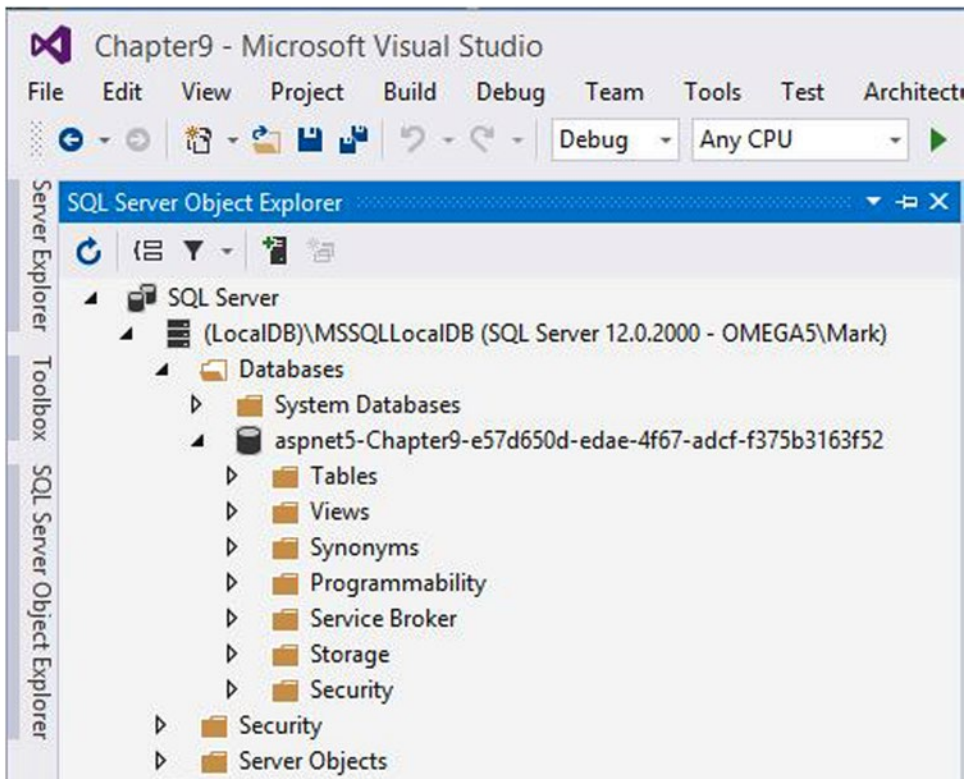 Chapter9 - Microsoft Visual Studio
File Edit View Project Build Debug Team Tools Test Architectu
Debug Any CPU
Server Explorer
Toolbox
SQL Server Object Explorer
SQL Server Object Explorer
SQL Server
(LocalDB)\MSSQLLocalDB (SQL Server 12.0.2000 - OMEGA5\Mark)
Databases
System Databases
aspnet5-Chapter9-e57d650d-edae-4f67-adcf-f375b3163f52
Tables
Views
Synonyms
Programmability
Service Broker
Storage
Security
Security
Server Objects